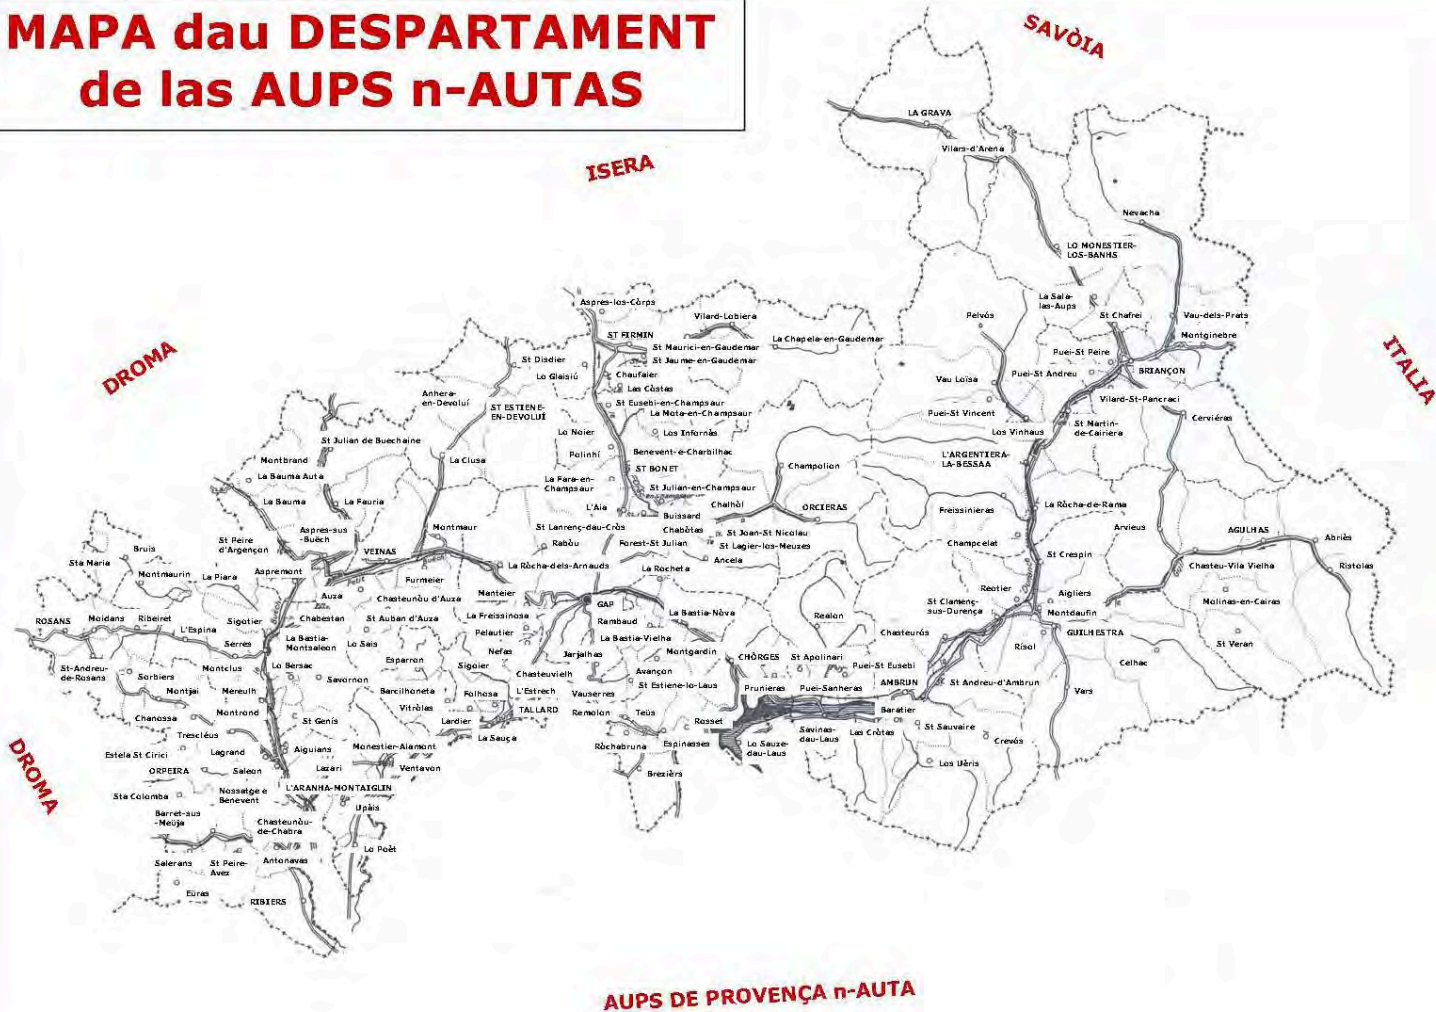 MAPA dau DESPARTAMENT
de las AUPS n-AUTAS
SAVÒIA
ISERA
DROMA
ITALIA
DROMA
AUPS DE PROVENÇA n-AUTA
LA GRAVA
Vilars-d'Arena
Nevacha
LO MONESTIER-
LOS-BANHS
La Sala-
las-Aups
St Chafrei
Vau-dels-Prats
Montginebre
Pelvós
Puei-St Peire
Puei-St Andreu
BRIANÇON
Vau Loïsa
Vilard-St-Pancraci
Puei-St Vincent
Cerviéras
Los Vinhaus
St Martin-
de-Cairiera
L'ARGENTIERA-
LA-BESSAA
Aspres-los-Còrps
Vilard-Lobiera
ST FIRMIN
La Chapela-en-Gaudemar
St Maurici-en-Gaudemar
St Jaume-en-Gaudemar
St Disdier
Lo Glaisiú
Chaufaier
Las Còstas
Anhera-
en-Devoluí
ST ESTIENE-
EN-DEVOLUÍ
St Eusebi-en-Champsaur
La Mota-en-Champsaur
Lo Noier
Los Infornàs
St Julian de Buechaine
Polinhí
Benevent-e-Charbilhac
La Clusa
Montbrand
ST BONET
Champolion
La Bauma Auta
La Fara-en-
Champsaur
St Julian-en-Champsaur
La Bauma
La Fauria
L'Aia
Buissard
Chalhòl
ORCIERAS
Freissinieras
La Ròcha-de-Rama
Aspres-sus
-Buëch
Montmaur
St Lanrenç-dau-Cròs
Chabòtas
St Joan-St Nicolau
Arvieus
AGULHAS
Abriès
St Peire
d'Argençon
VEINAS
Rabàu
Forest-St Julian
St Lagier-los-Meuzes
Champcelat
St Crespin
Bruis
Sta Maria
Ancela
Chasteu-Vila Vielha
Ristolas
Aspremont
La Ròcha-dels-Arnauds
La Rocheta
Montmaurin
La Piara
Furmeier
Petit
Buëch
Reotier
Aigliers
Molinas-en-Cairas
Auza
Chasteunòu d'Auza
Manteier
GAP
St Clamenç-
sus-Durença
Montdaufin
ROSANS
Moidans
Ribeiret
Sigotier
Chabestan
St Auban d'Auza
La Freissinosa
Rambaud
La Bastia-Nòva
Realon
L'Espina
Pelautier
Chasteurós
GUILHESTRA
Serres
La Bastia-
Montsaleon
Lo Sais
Nefas
La Bastia-Vielha
Risol
St Veran
Jarjalhas
Montgardin
CHÒRGES
St Apolinari
Celhac
St-Andreu-
de-Rosans
Montclus
Lo Bersac
Esparron
Sigoier
Puei-St Eusebi
Sorbiers
Chasteuvielh
Avançon
Savornon
St Estiene-lo-Laus
AMBRUN
St Andreu-d'Ambrun
Montjai
Mereulh
Barcilhoneta
Folhosa
L'Estrech
Vauserres
Prunieras
Puei-Sanheras
Vars
Chanossa
Montrond
Vitròlas
TALLARD
Remolon
Teüs
Rosset
Baratier
St Genís
Lardier
Savinas-
dau-Laus
Las Cròtas
St Sauvaire
Trescléus
La Sauça
Crevós
Estela St Cirici
Lagrand
Aiguians
Monestier-Alamont
Ròchabruna
Espinasses
Lo Sauze-
dau-Laus
ORPEIRA
Saleon
Lazari
Ventavon
Breziérs
Los Uèris
Sta Colomba
Nossatge e
Benevent
L'ARANHA-MONTAIGLIN
Barret-sus
-Meüja
Upàis
Chasteunòu-
de-Chabra
Lo Poèt
Salerans
St Peire-
Avez
Antonavas
Eüras
RIBIERS